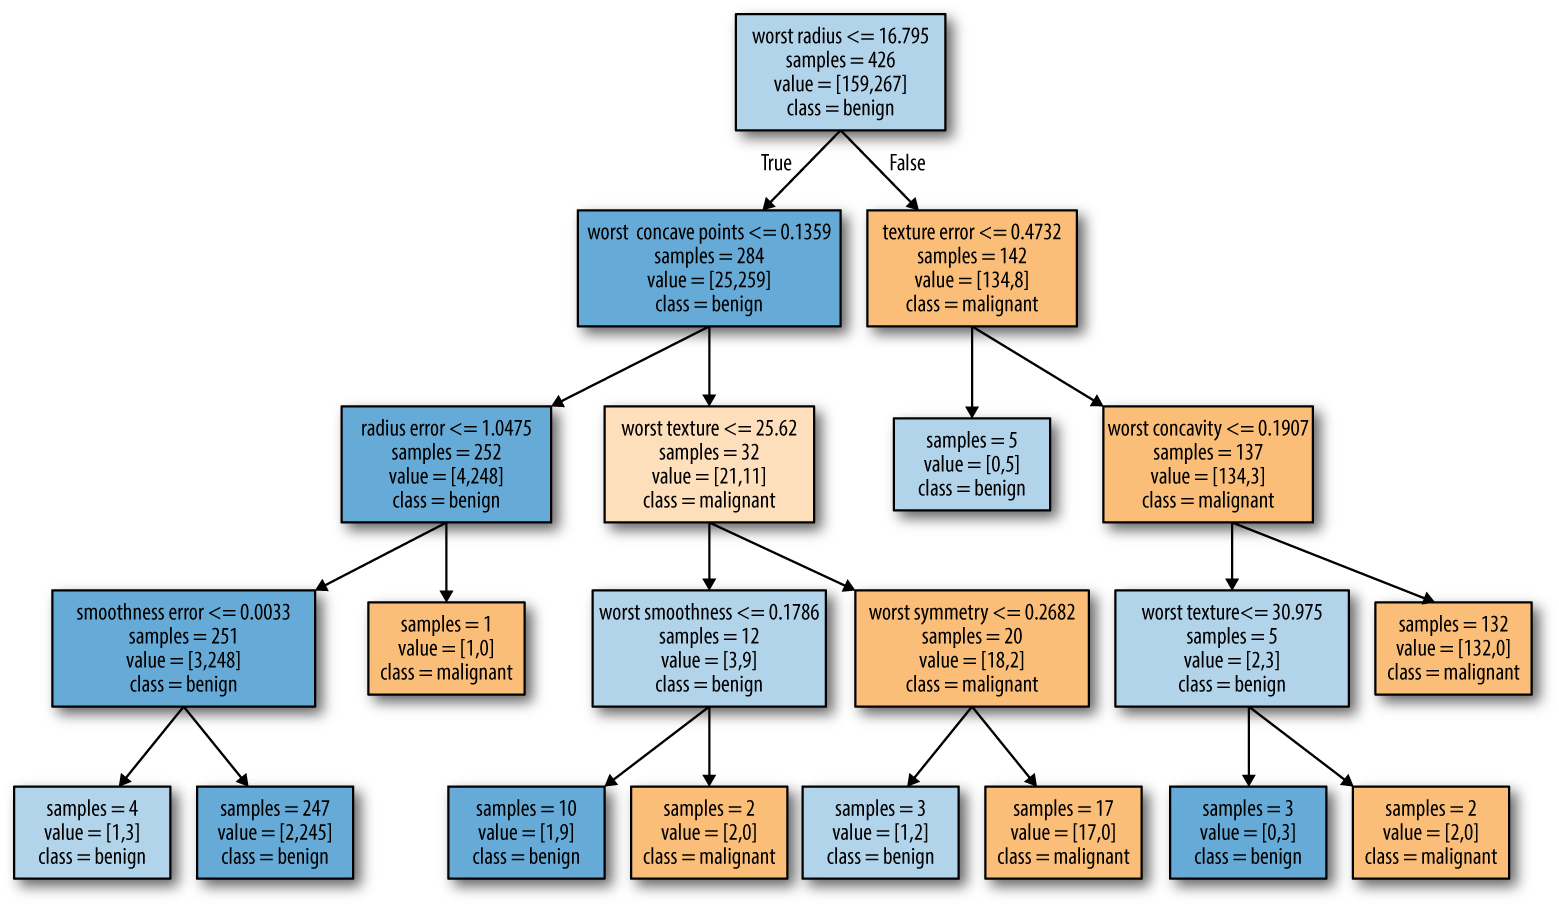 worst radius <= 16.795
samples = 426
value = [159,267]
class = benign
True
False
worst concave points <= 0.1359
samples = 284
value = [25,259]
class = benign
texture error <= 0.4732
samples = 142
value = [134,8]
class = malignant
radius error <= 1.0475
samples = 252
value = [4,248]
class = benign
worst texture <= 25.62
samples = 32
value = [21,11]
class = malignant
samples = 5
value = [0,5]
class = benign
worst concavity <= 0.1907
samples = 137
value = [134,3]
class = malignant
smoothness error <= 0.0033
samples = 251
value = [3,248]
class = benign
samples = 1
value = [1,0]
class = malignant
worst smoothness <= 0.1786
samples = 12
value = [3,9]
class = benign
worst symmetry <= 0.2682
samples = 20
value = [18,2]
class = malignant
worst texture<= 30.975
samples = 5
value = [2,3]
class = benign
samples = 132
value = [132,0]
class = malignant
samples = 4
value = [1,3]
class = benign
samples = 247
value = [2,245]
class = benign
samples = 10
value = [1,9]
class = benign
samples = 2
value = [2,0]
class = malignant
samples = 3
value = [1,2]
class = benign
samples = 17
value = [17,0]
class = malignant
samples = 3
value = [0,3]
class = benign
samples = 2
value = [2,0]
class = malignant